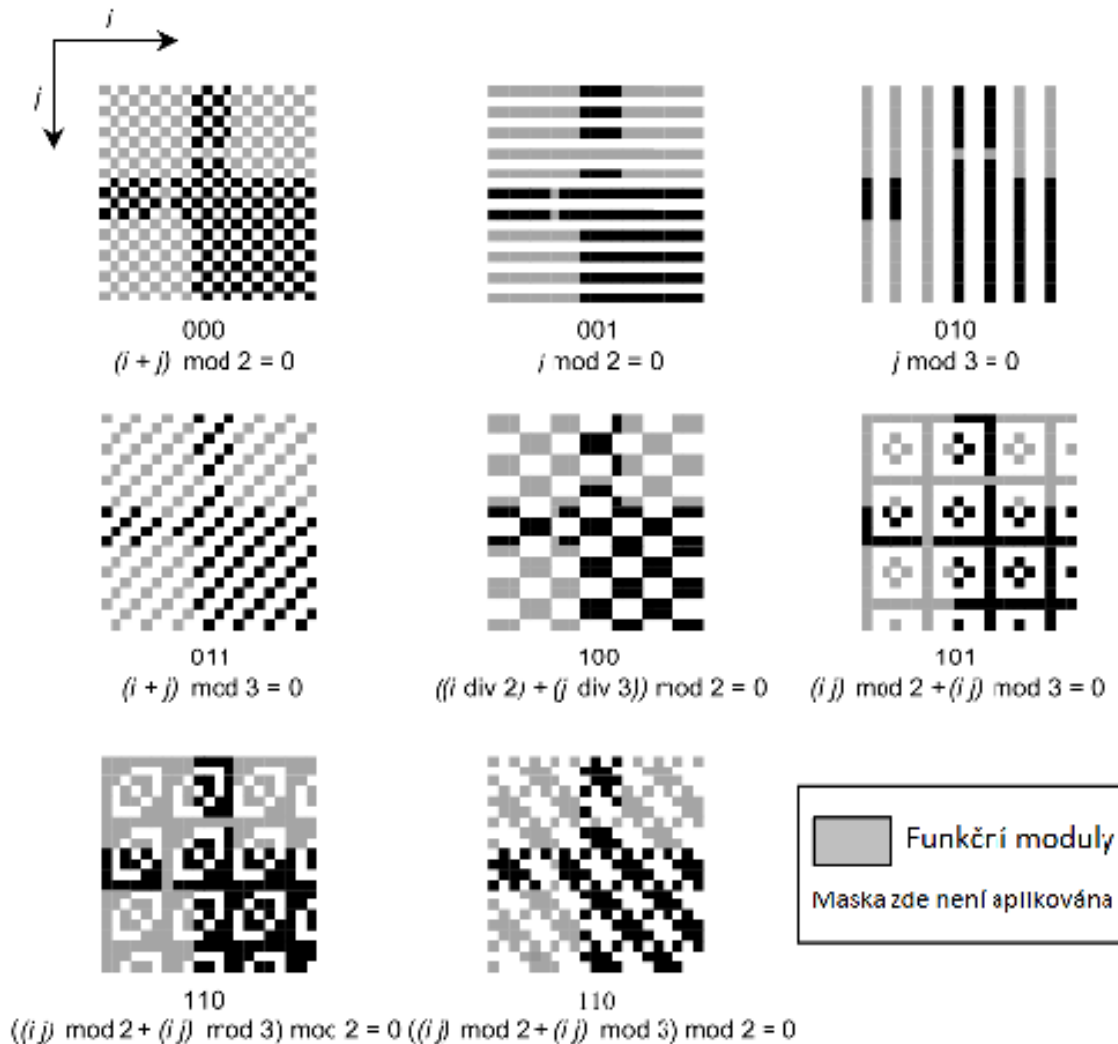 j
j
000
(i + j) mod 2 = 0
001
j mod 2 = 0
010
j mod 3 = 0
011
(i + j) mod 3 = 0
100
((i div 2) + (j div 3)) mod 2 = 0
101
(i j) mod 2 + (i j) mod 3 = 0
110
((i j) mod 2 + (i j) mod 3) mod 2 = 0
110
((i j) mod 2 + (i j) mod 3) mod 2 = 0
Funkční moduly
Maska zde není aplikována